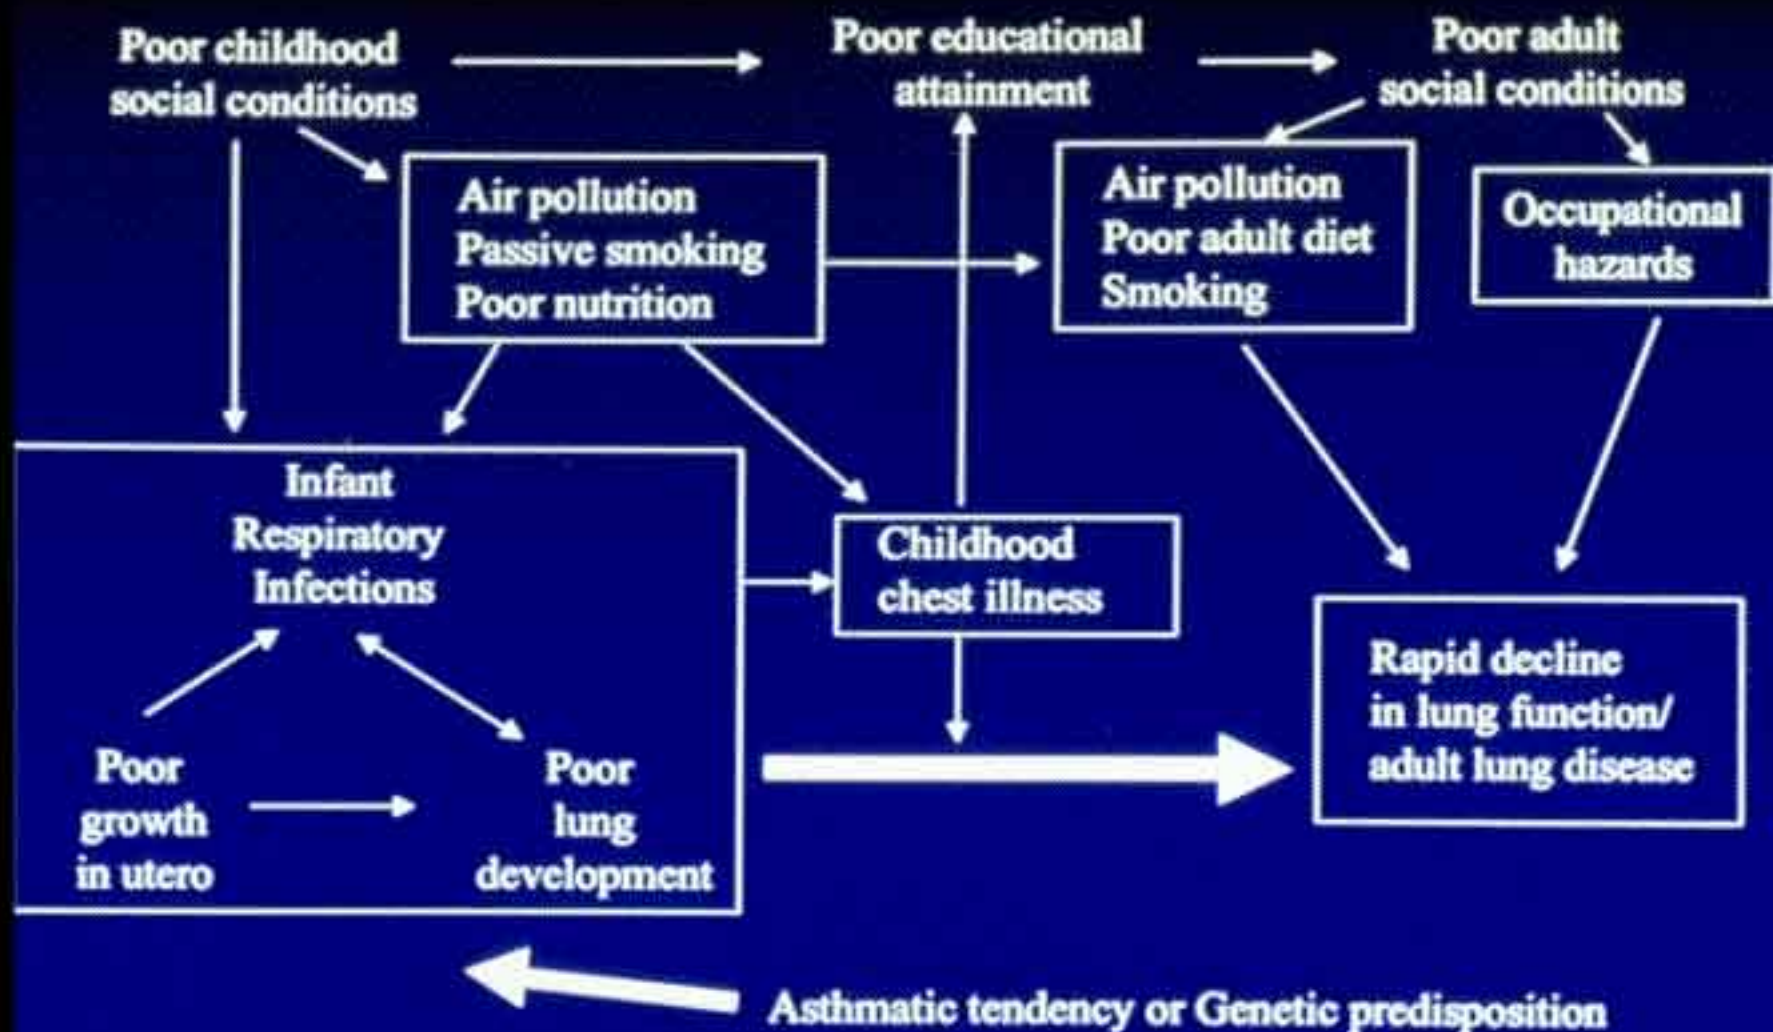 Poor childhood
social conditions
Poor educational
attainment
Poor adult
social conditions
Air pollution
Passive smoking
Poor nutrition
Air pollution
Poor adult diet
Smoking
Occupational
hazards
Infant
Respiratory
Infections
Childhood
chest illness
Poor
growth
in utero
Poor
lung
development
Rapid decline
in lung function/
adult lung disease
Asthmatic tendency or Genetic predisposition